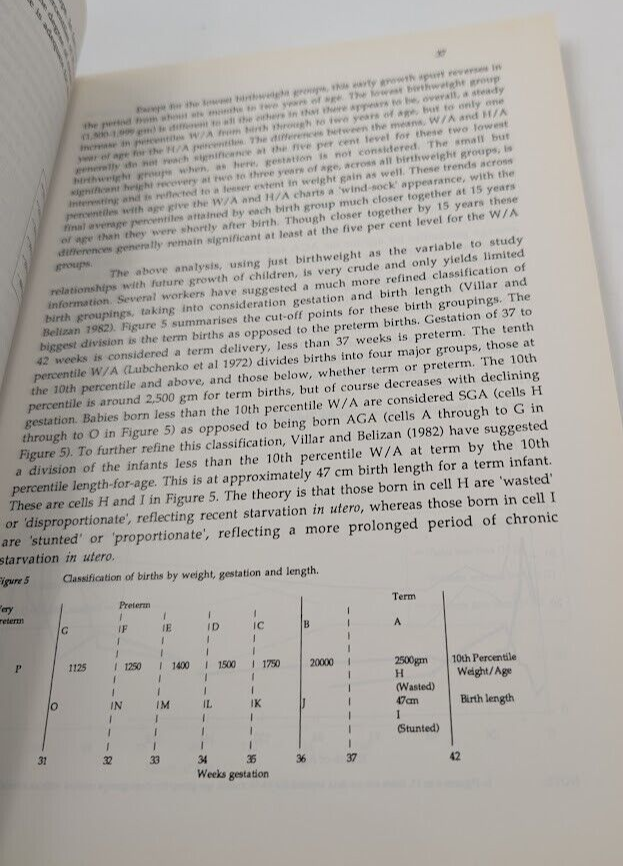 37
Except for the lowest birthweight groups, this early growth spurt reverses in
the period from about six months to two years of age. The lowest birthweight group
(1,500-1,999 gm) is different to all the others in that there appears to be, overall, a steady
increase in percentiles W/A from birth through to two years of age, but to only one
year of age for the H/A percentiles. The differences between the means, W/A and H/A
generally do not reach significance at the five per cent level for these two lowest
birthweight groups when, as here, gestation is not considered. The small but
significant height recovery at two to three years of age, across all birthweight groups, is
interesting and is reflected to a lesser extent in weight gain as well. These trends across
percentiles with age give the W/A and H/A charts a 'wind-sock' appearance, with the
final average percentiles attained by each birth group much closer together at 15 years
of age than they were shortly after birth. Though closer together by 15 years these
differences generally remain significant at least at the five per cent level for the W/A
groups.
The above analysis, using just birthweight as the variable to study
relationships with future growth of children, is very crude and only yields limited
information. Several workers have suggested a much more refined classification of
birth groupings, taking into consideration gestation and birth length (Villar and
Belizan 1982). Figure 5 summarises the cut-off points for these birth groupings. The
biggest division is the term births as opposed to the preterm births. Gestation of 37 to
42 weeks is considered a term delivery, less than 37 weeks is preterm. The tenth
percentile W/A (Lubchenko et al 1972) divides births into four major groups, those at
the 10th percentile and above, and those below, whether term or preterm. The 10th
percentile is around 2,500 gm for term births, but of course decreases with declining
gestation. Babies born less than the 10th percentile W/A are considered SGA (cells H
through to O in Figure 5) as opposed to being born AGA (cells A through to G in
Figure 5). To further refine this classification, Villar and Belizan (1982) have suggested
a division of the infants less than the 10th percentile W/A at term by the 10th
percentile length-for-age. This is at approximately 47 cm birth length for a term infant.
These are cells H and I in Figure 5. The theory is that those born in cell H are 'wasted'
or 'disproportionate', reflecting recent starvation in utero, whereas those born in cell I
are 'stunted' or 'proportionate', reflecting a more prolonged period of chronic
starvation in utero.
igure 5 Classification of births by weight, gestation and length.
ery Preterm Term
reterm
G F E D C B A
P 1125 1250 1400 1500 1750 20000 2500gm 10th Percentile
H Weight/Age
(Wasted)
O N M L K J 47cm Birth length
I
(Stunted)
31 32 33 34 35 36 37 42
Weeks gestation